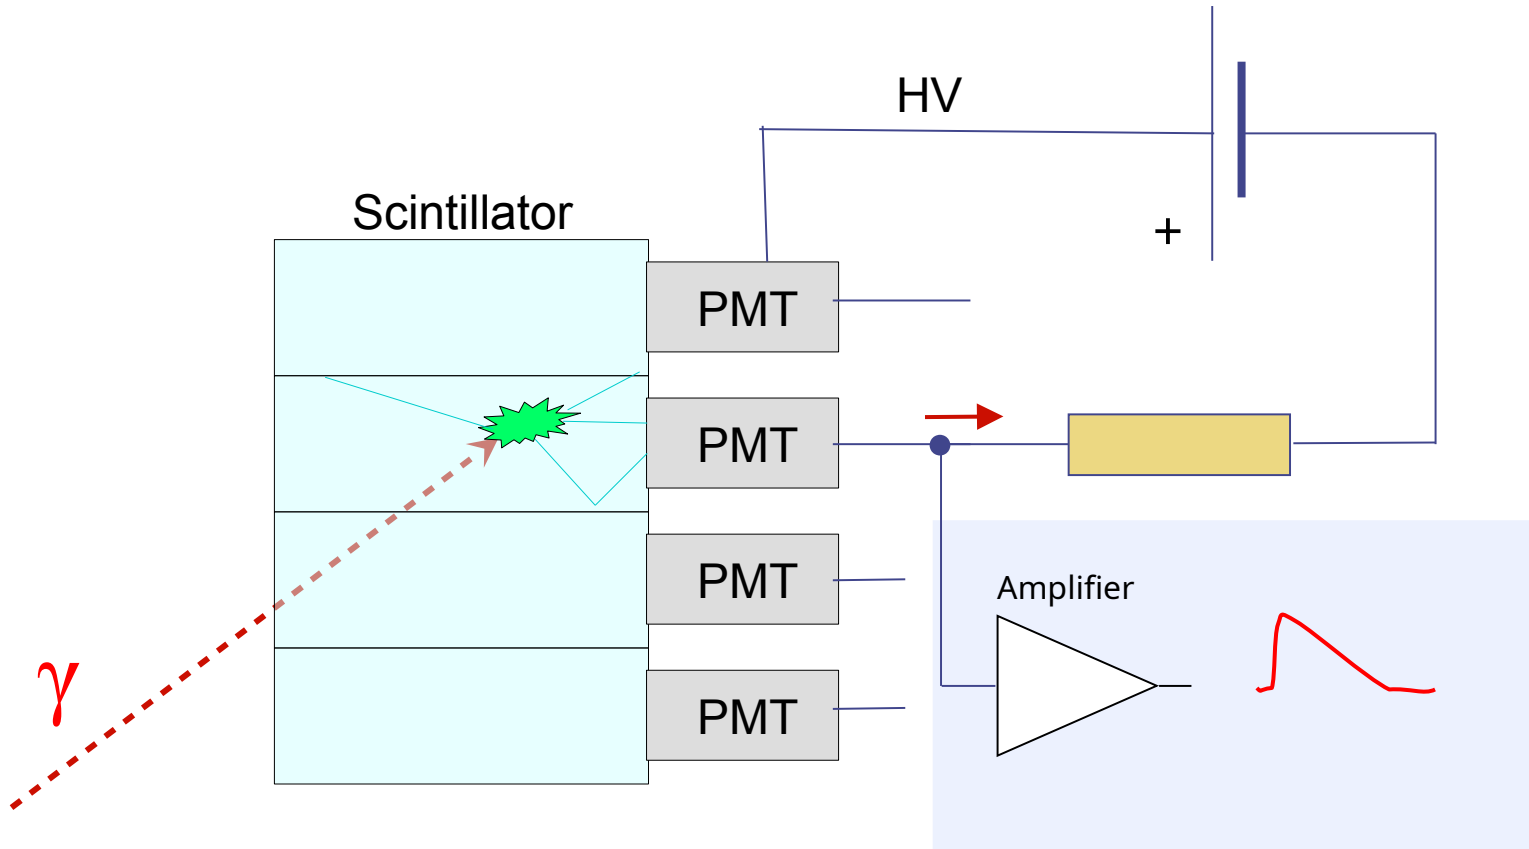 HV
+
Scintillator
PMT
PMT
PMT
PMT
Amplifier
γ